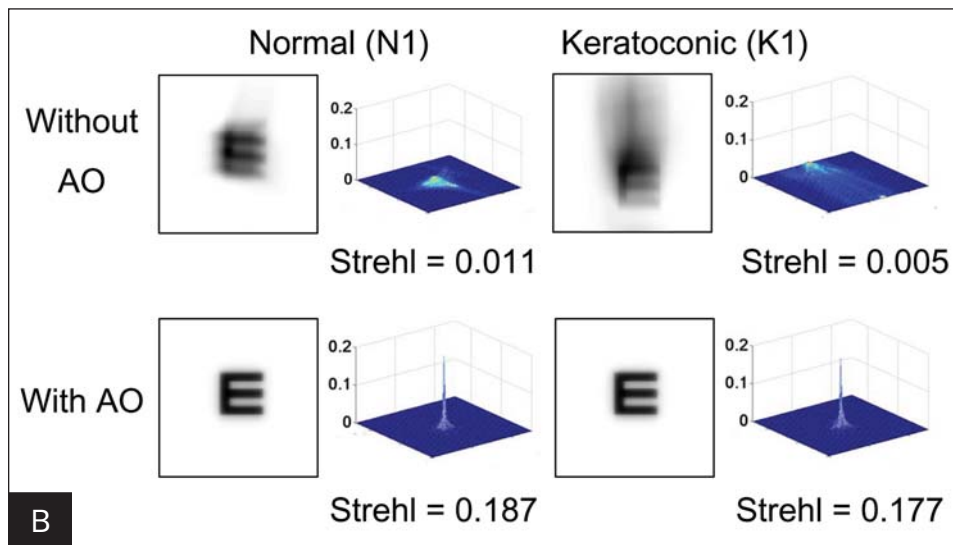 Normal (N1) Keratoconic (K1)
Without AO
0.2
0.1
0
0.2
0.1
0
Strehl = 0.011 Strehl = 0.005
With AO
E
0.2
0.1
0
E
0.2
0.1
0
Strehl = 0.187 Strehl = 0.177
B